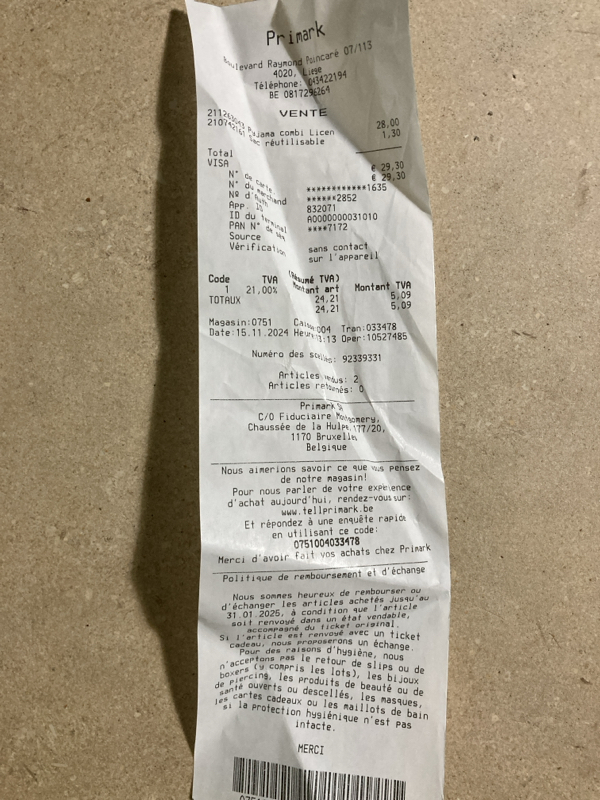 Primark
Boulevard Raymond Poincaré 07/113
4020, Liege
Téléphone: 043422194
BE 0817296264
VENTE
Pyjama combi Licen 28,00
Sac réutilisable 1,30
Total € 29,30
VISA € 29,30
N° de carte ************1635
N° du marchand ******2852
Nº d'Auth 832071
App. ID A0000000031010
ID du terminal ****7172
PAN N° de séq
Source sans contact
Vérification sur l'appareil
(Résumé TVA)
Code TVA Montant art Montant TVA
1 21,00% 24,21 5,09
TOTAUX 24,21 5,09
Magasin:0751 Caisse:004 Tran:033478
Date:15.11.2024 Heure:13:13 Oper:10527485
Numéro des scellés: 92339331
Articles vendus: 2
Articles retournés: 0
Primark SA
C/O Fiduciaire Montgomery,
Chaussée de la Hulpe 177/20,
1170 Bruxelles
Belgique
Nous aimerions savoir ce que vous pensez
de notre magasin!
Pour nous parler de votre expérience
d'achat aujourd'hui, rendez-vous sur:
www.tellprimark.be
Et répondez à une enquête rapide
en utilisant ce code:
0751004033478
Merci d'avoir fait vos achats chez Primark
Politique de remboursement et d'échange
Nous sommes heureux de rembourser ou
d'échanger les articles achetés jusqu'au
31.01.2025, à condition que l'article
soit renvoyé dans un état vendable,
accompagné du ticket original.
Si l'article est renvoyé avec un ticket
cadeau, nous proposerons un échange.
Pour des raisons d'hygiène, nous
n'acceptons pas le retour de slips ou de
boxers (y compris les lots), les bijoux
de piercing, les produits de beauté ou de
santé ouverts ou descellés, les masques,
les cartes cadeaux ou les maillots de bain
si la protection hygiénique n'est pas
intacte.
MERCI